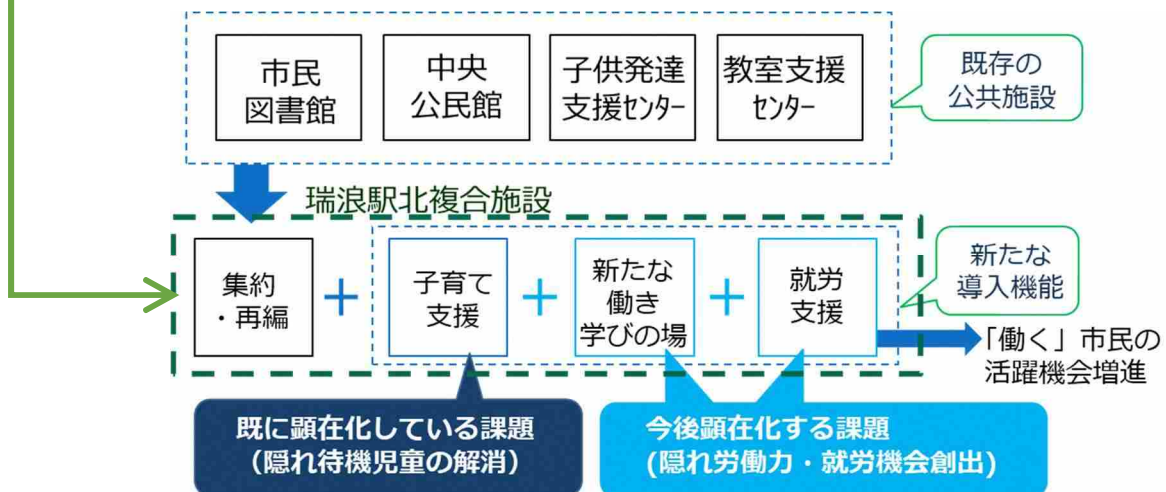 市民
図書館
中央
公民館
子供発達
支援センター
教室支援
センター
既存の
公共施設
瑞浪駅北複合施設
集約
・再編
+
子育て
支援
+
新たな
働き
学びの場
+
就労
支援
新たな
導入機能
「働く」市民の
活躍機会増進
既に顕在化している課題
(隠れ待機児童の解消)
今後顕在化する課題
(隠れ労働力・就労機会創出)